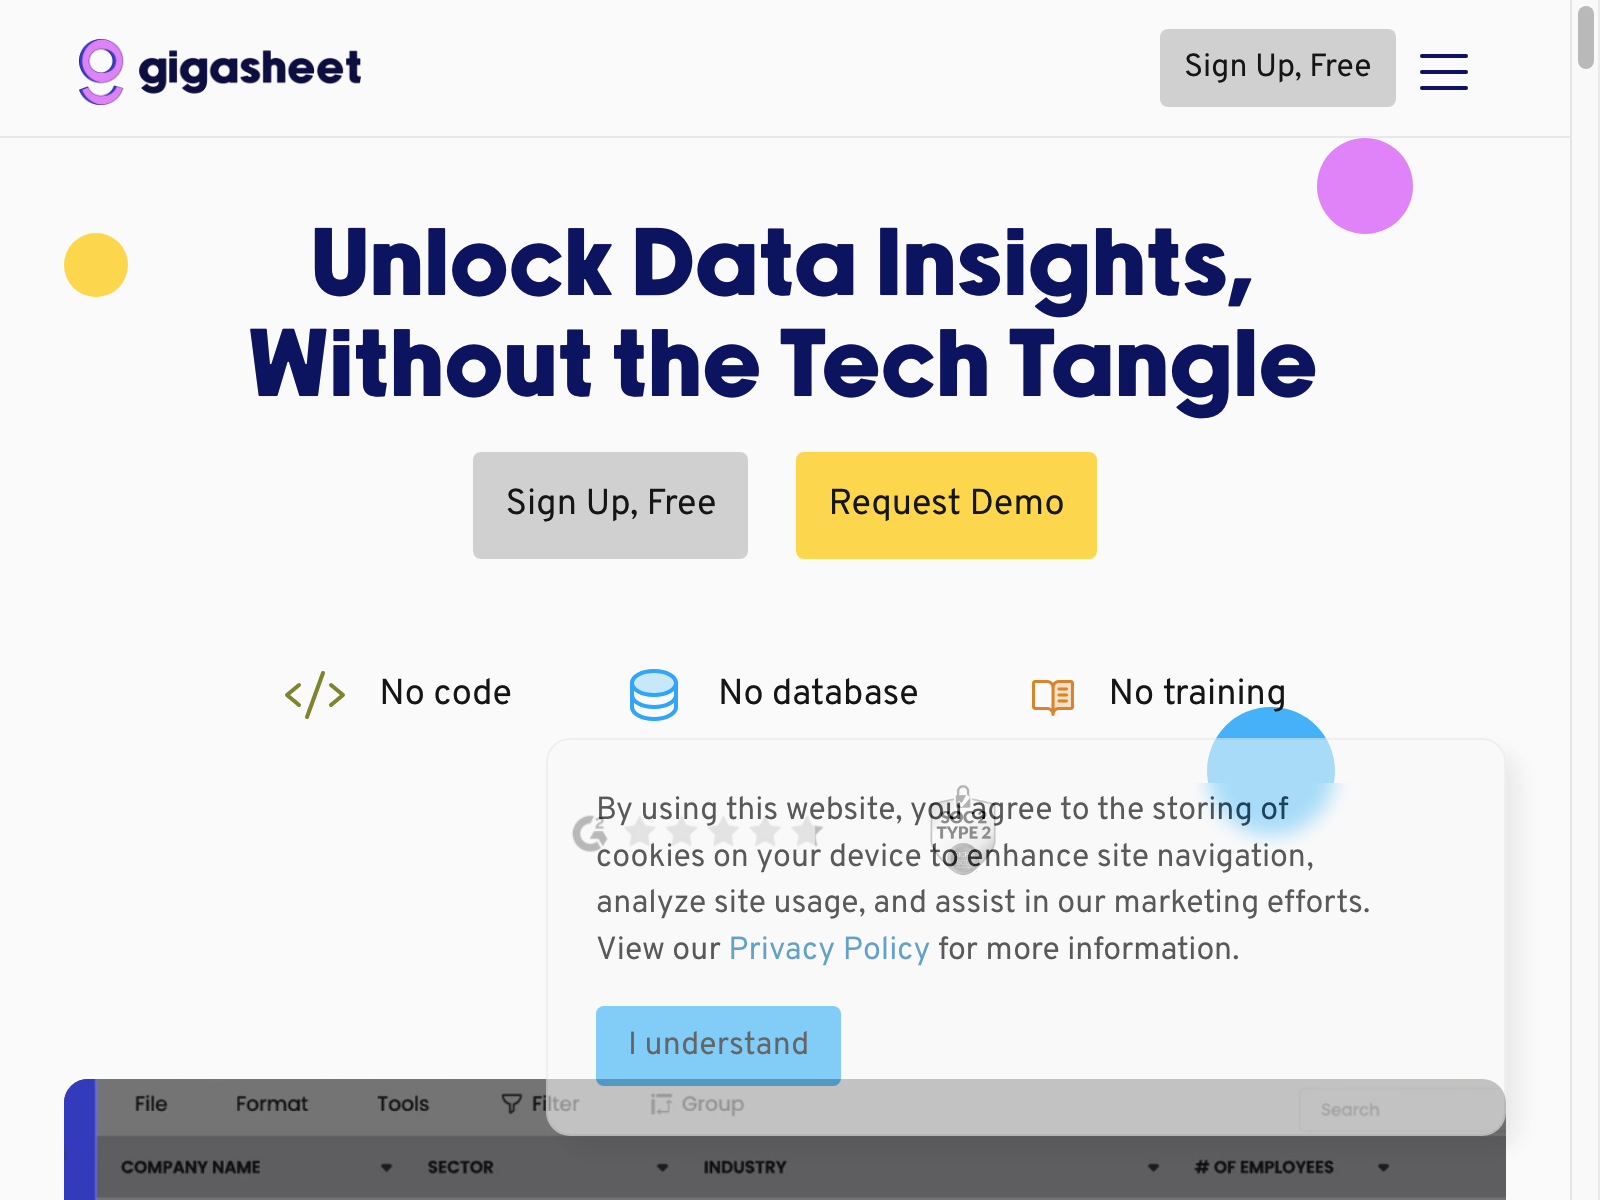 gigasheet
Sign Up, Free
Unlock Data Insights,
Without the Tech Tangle
Sign Up, Free
Request Demo
No code
No database
No training
By using this website, you agree to the storing of
cookies on your device to enhance site navigation,
analyze site usage, and assist in our marketing efforts.
View our Privacy Policy for more information.
SOC 2
TYPE 2
I understand
File Format Tools Filter Group Search
COMPANY NAME SECTOR INDUSTRY # OF EMPLOYEES